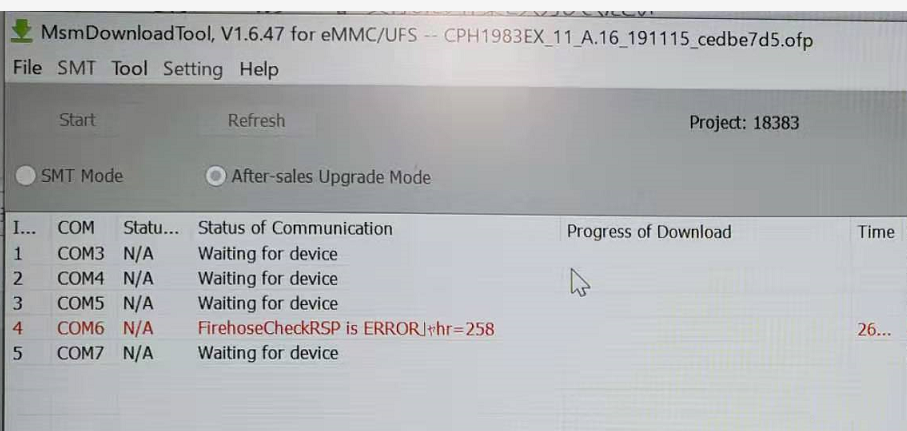 MsmDownloadTool, V1.6.47 for eMMC/UFS -- CPH1983EX_11_A.16_191115_cedbe7d5.ofp
File SMT Tool Setting Help
Start Refresh Project: 18383
SMT Mode After-sales Upgrade Mode
I... COM Statu... Status of Communication Progress of Download Time
1 COM3 N/A Waiting for device
2 COM4 N/A Waiting for device
3 COM5 N/A Waiting for device
4 COM6 N/A FirehoseCheckRSP is ERROR, hr=258 26...
5 COM7 N/A Waiting for device